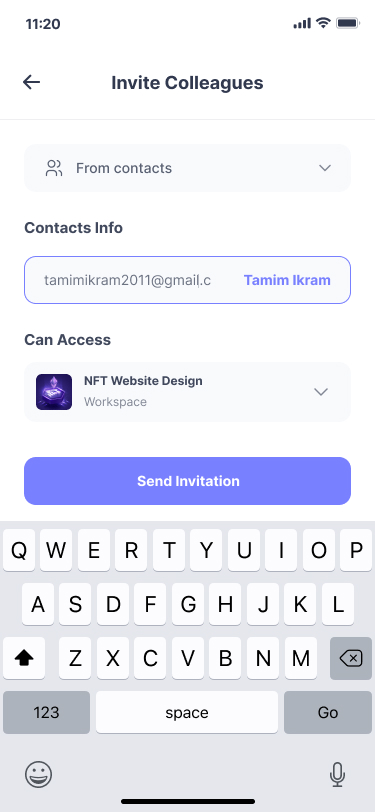 11:20
Invite Colleagues
From contacts
Contacts Info
tamimikram2011@gmail.c Tamim Ikram
Can Access
NFT Website Design
Workspace
Send Invitation
Q W E R T Y U I O P
A S D F G H J K L
Z X C V B N M
123 space Go